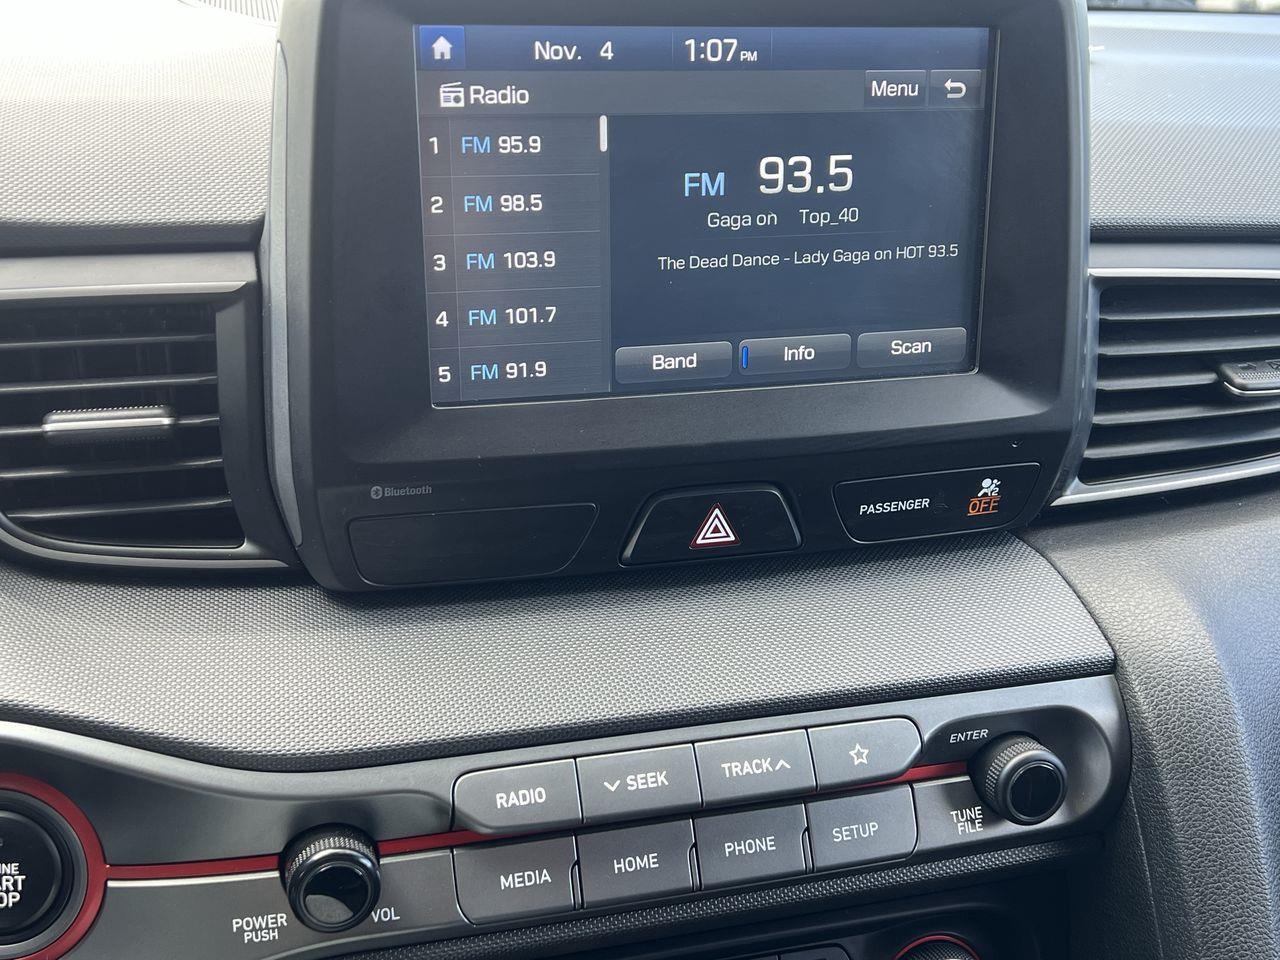 Nov. 4 1:07 PM
Radio
Menu
1 FM 95.9
2 FM 98.5
3 FM 103.9
4 FM 101.7
5 FM 91.9
FM 93.5
Gaga on Top_40
The Dead Dance - Lady Gaga on HOT 93.5
Band
Info
Scan
Bluetooth
PASSENGER
OFF
RADIO
SEEK
TRACK
ENTER
MEDIA
HOME
PHONE
SETUP
TUNE
FILE
POWER
PUSH
VOL